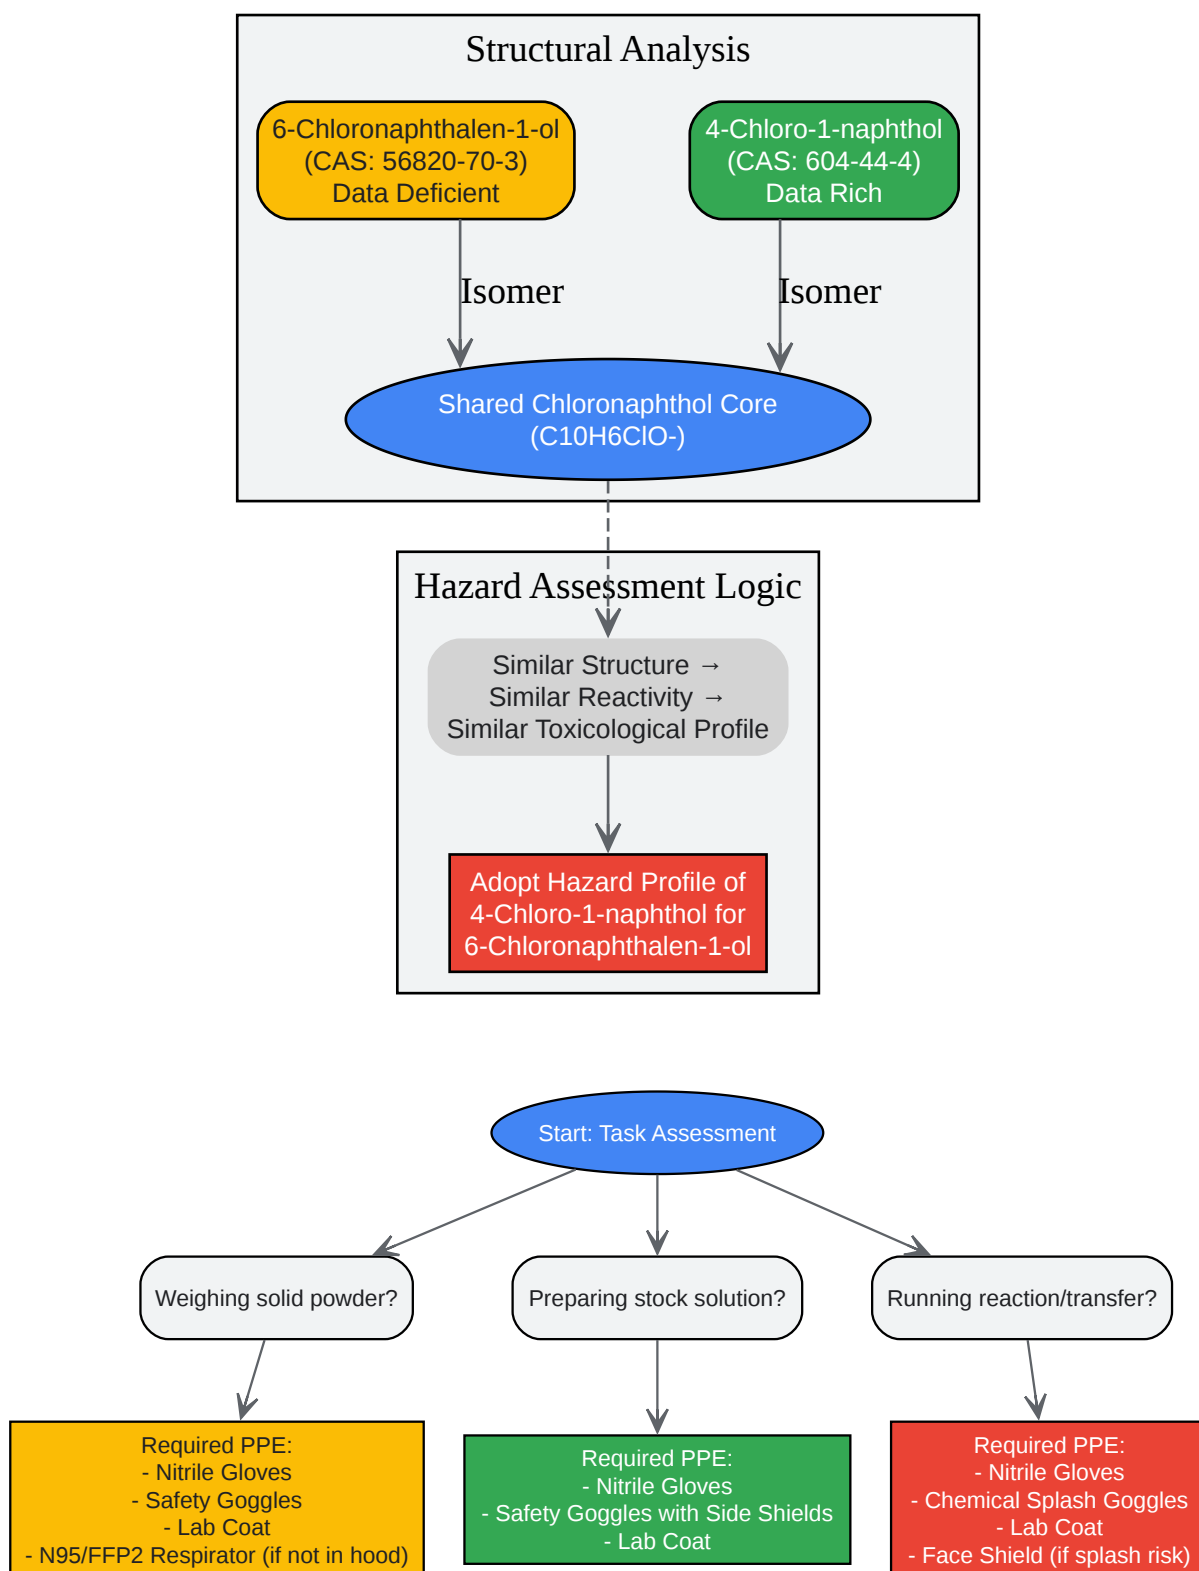 Structural Analysis
6-Chloronaphthalen-1-ol
(CAS: 56820-70-3)
Data Deficient
4-Chloro-1-naphthol
(CAS: 604-44-4)
Data Rich
Isomer
Isomer
Shared Chloronaphthol Core
(C10H6ClO-)
Hazard Assessment Logic
Similar Structure →
Similar Reactivity →
Similar Toxicological Profile
Adopt Hazard Profile of
4-Chloro-1-naphthol for
6-Chloronaphthalen-1-ol
Start: Task Assessment
Weighing solid powder?
Preparing stock solution?
Running reaction/transfer?
Required PPE:
- Nitrile Gloves
- Safety Goggles
- Lab Coat
- N95/FFP2 Respirator (if not in hood)
Required PPE:
- Nitrile Gloves
- Safety Goggles with Side Shields
- Lab Coat
Required PPE:
- Nitrile Gloves
- Chemical Splash Goggles
- Lab Coat
- Face Shield (if splash risk)